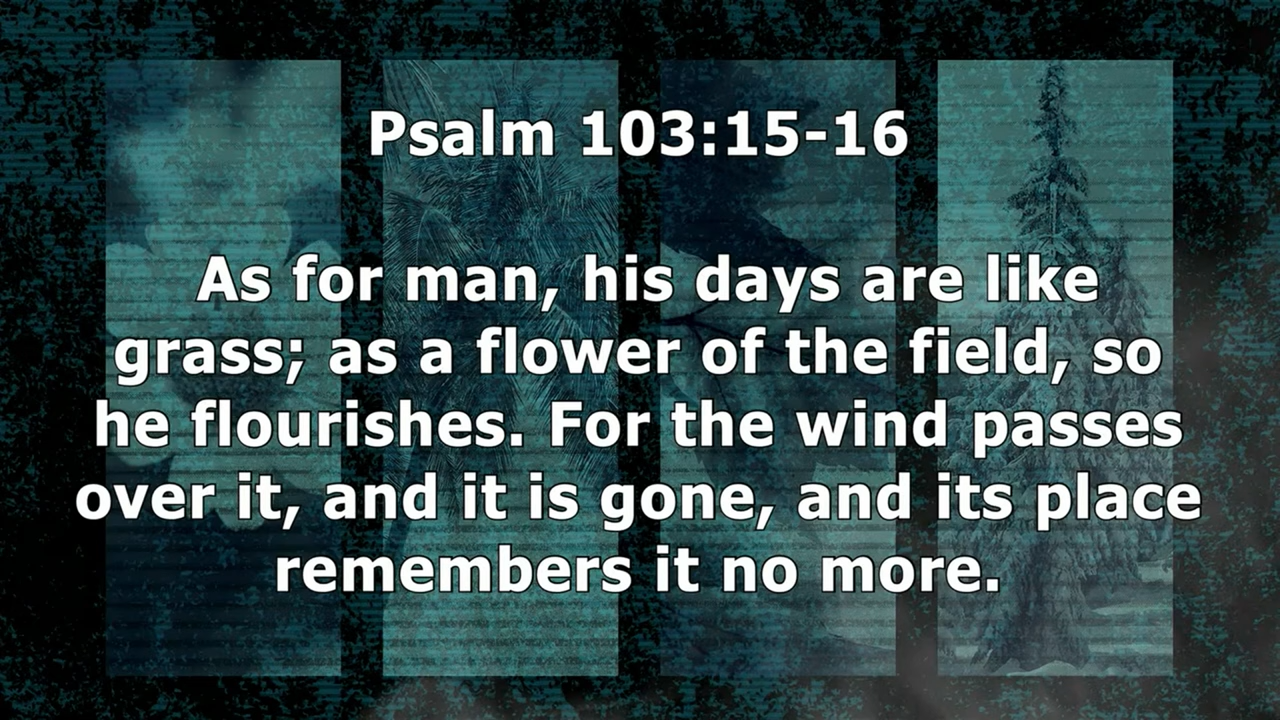 Psalm 103:15-16
As for man, his days are like
grass; as a flower of the field, so
he flourishes. For the wind passes
over it, and it is gone, and its place
remembers it no more.